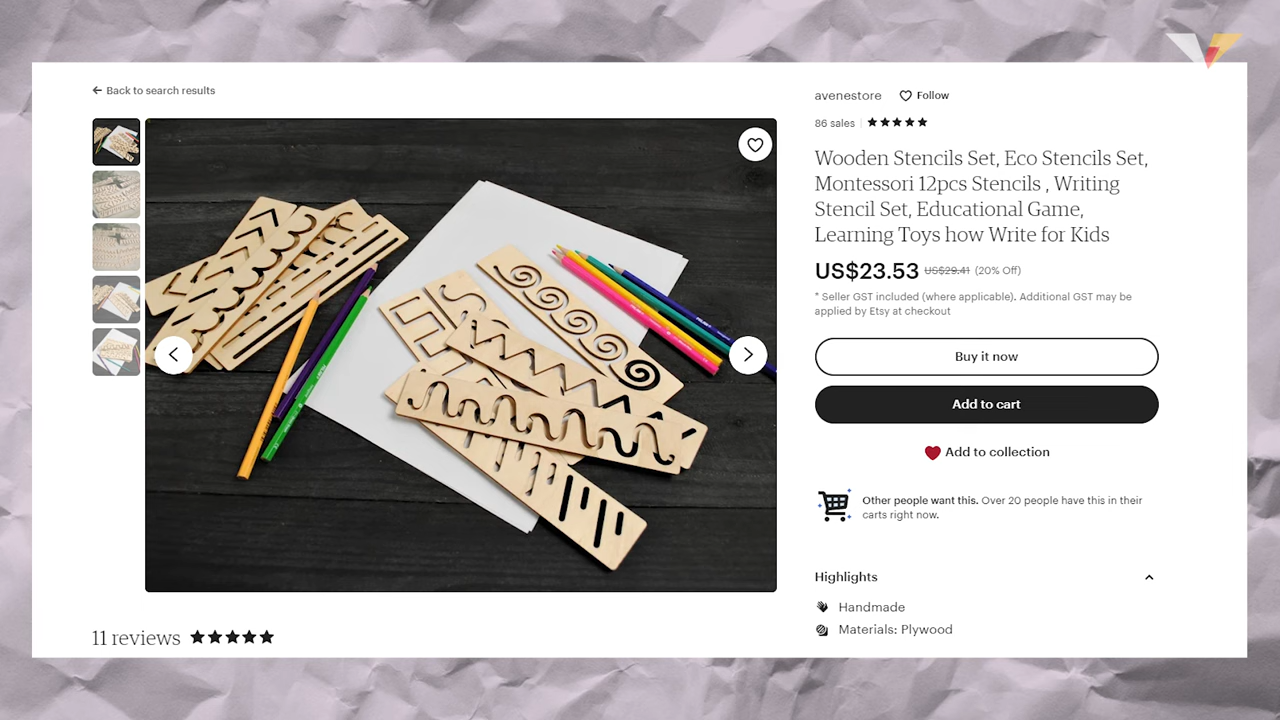 Back to search results
avenestore
Follow
86 sales
Wooden Stencils Set, Eco Stencils Set,
Montessori 12pcs Stencils , Writing
Stencil Set, Educational Game,
Learning Toys how Write for Kids
US$23.53 US$29.41 (20% Off)
* Seller GST included (where applicable). Additional GST may be
applied by Etsy at checkout
Buy it now
Add to cart
Add to collection
Other people want this. Over 20 people have this in their
carts right now.
Highlights
Handmade
Materials: Plywood
11 reviews